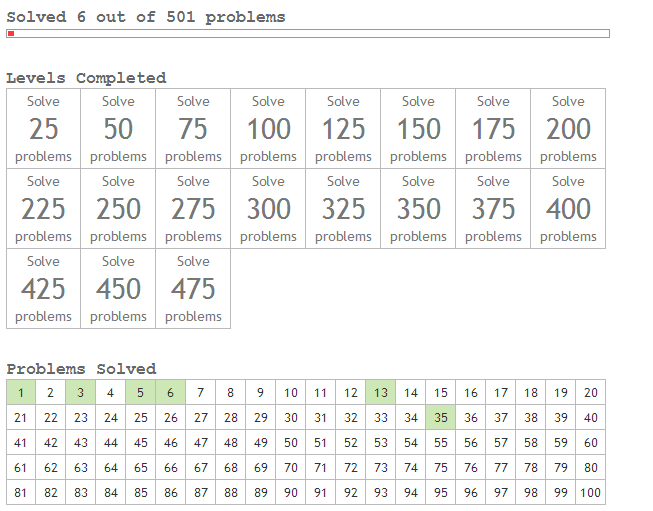 Solved 6 out of 501 problems
Levels Completed
Solve Solve Solve Solve Solve Solve Solve Solve
25 50 75 100 125 150 175 200
problems problems problems problems problems problems problems problems
Solve Solve Solve Solve Solve Solve Solve Solve
225 250 275 300 325 350 375 400
problems problems problems problems problems problems problems problems
Solve Solve Solve
425 450 475
problems problems problems
Problems Solved
1 2 3 4 5 6 7 8 9 10 11 12 13 14 15 16 17 18 19 20
21 22 23 24 25 26 27 28 29 30 31 32 33 34 35 36 37 38 39 40
41 42 43 44 45 46 47 48 49 50 51 52 53 54 55 56 57 58 59 60
61 62 63 64 65 66 67 68 69 70 71 72 73 74 75 76 77 78 79 80
81 82 83 84 85 86 87 88 89 90 91 92 93 94 95 96 97 98 99 100